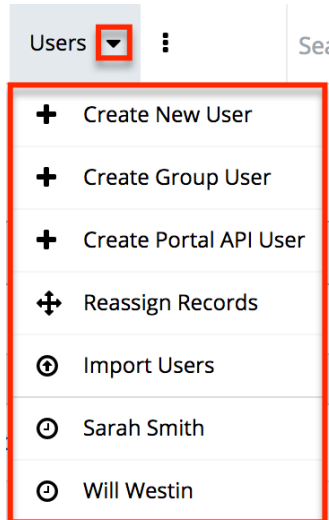 Users
Sea
Create New User
Create Group User
Create Portal API User
Reassign Records
Import Users
Sarah Smith
Will Westin